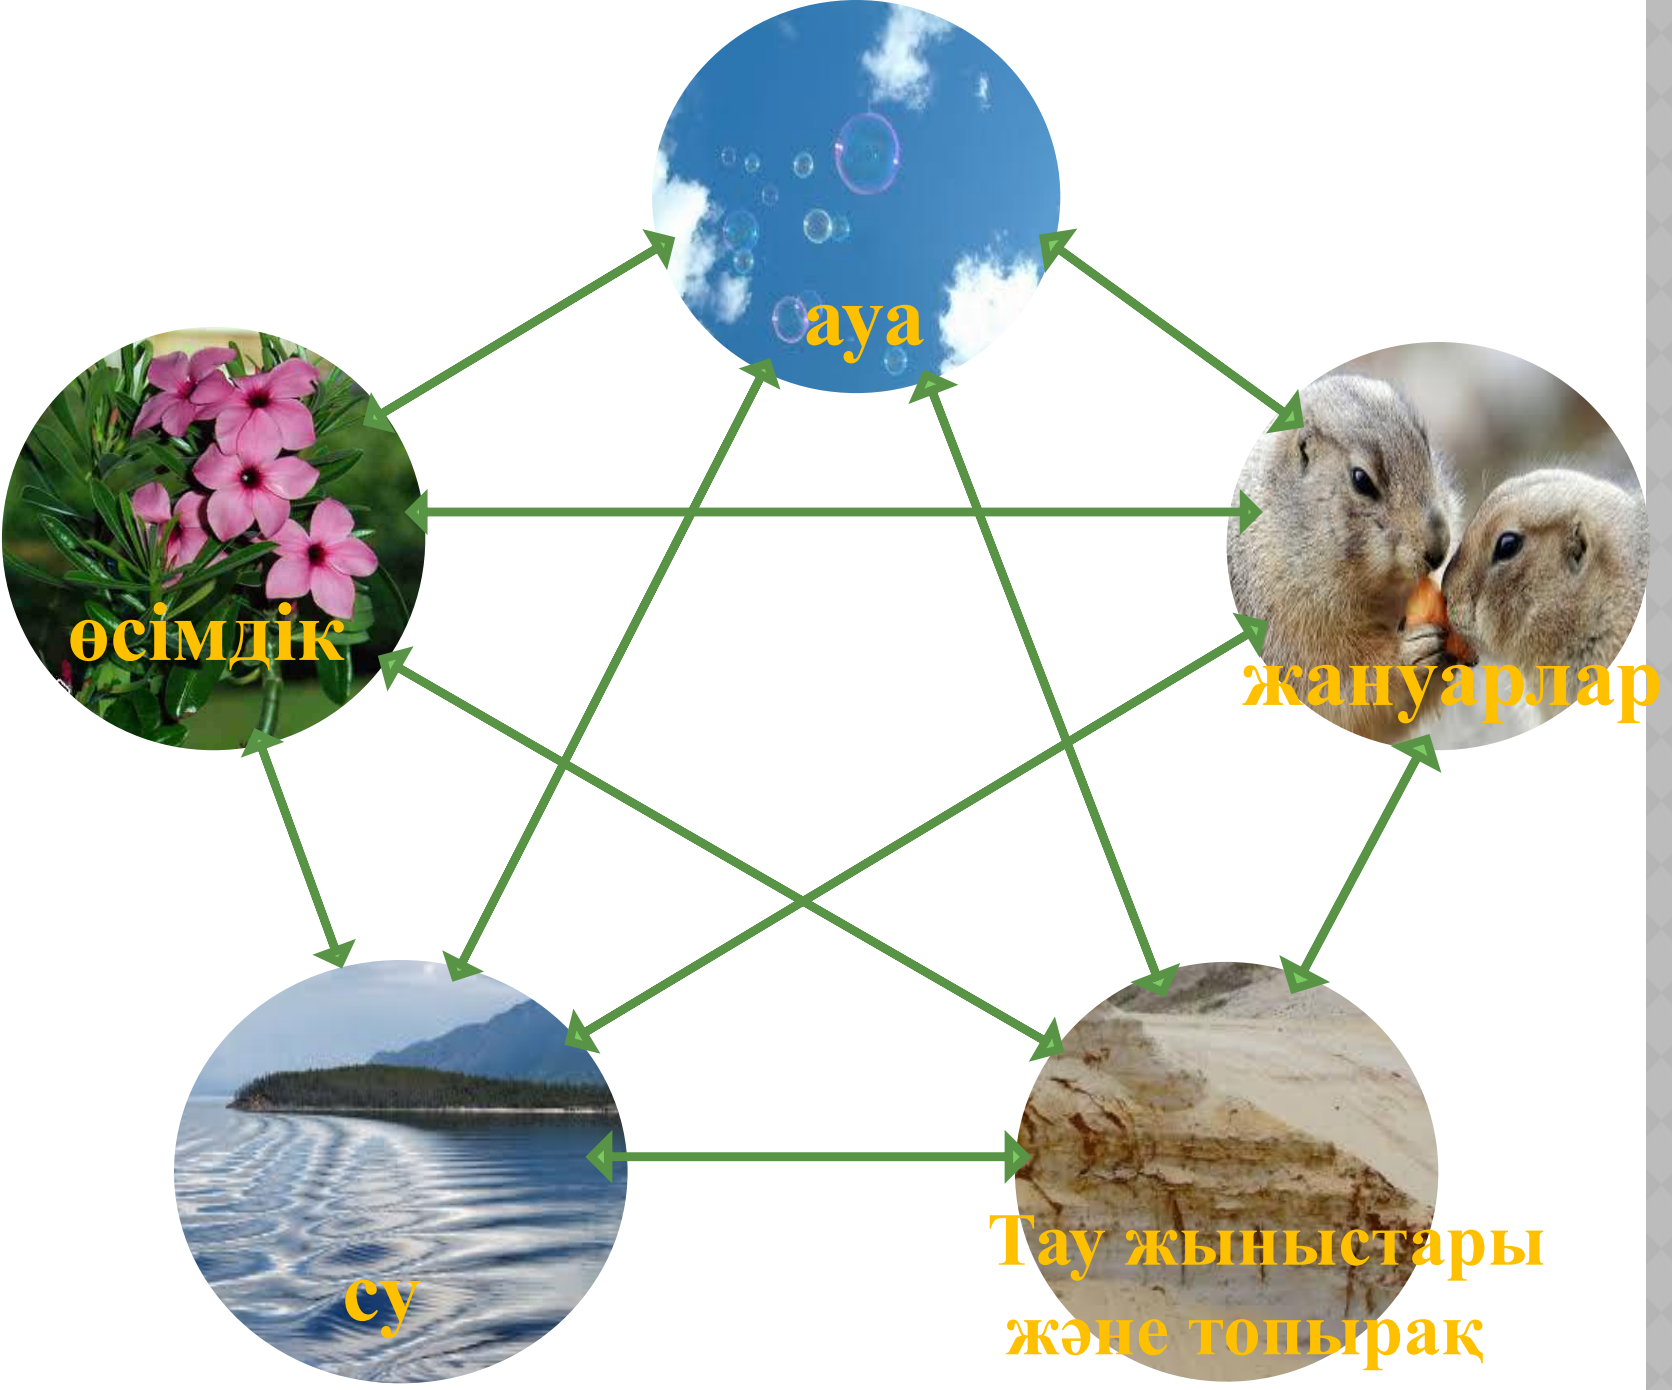 ауа
өсімдік
жануарлар
су
Тау жыныстары
және топырақ